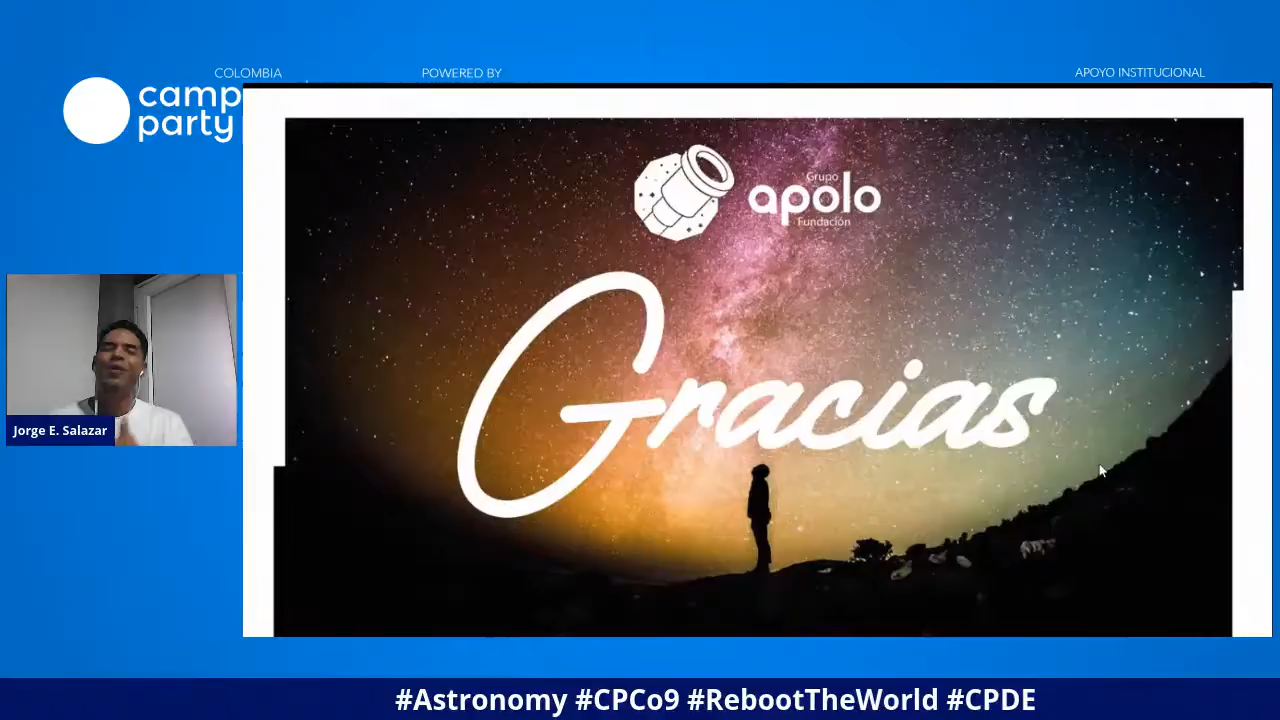 COLOMBIA
POWERED BY
APOYO INSTITUCIONAL
camp
party
Grupo
apolo
Fundación
Gracias
Jorge E. Salazar
#Astronomy #CPCo9 #RebootTheWorld #CPDE